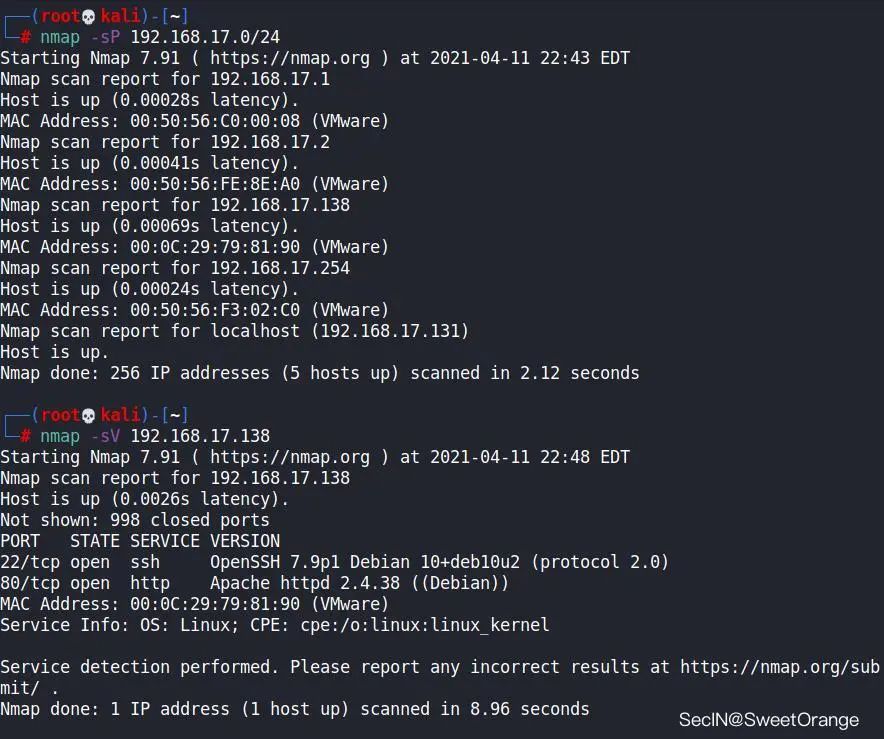 (root💀kali)-[~]
# nmap -sP 192.168.17.0/24
Starting Nmap 7.91 ( https://nmap.org ) at 2021-04-11 22:43 EDT
Nmap scan report for 192.168.17.1
Host is up (0.00028s latency).
MAC Address: 00:50:56:C0:00:08 (VMware)
Nmap scan report for 192.168.17.2
Host is up (0.00041s latency).
MAC Address: 00:50:56:FE:8E:A0 (VMware)
Nmap scan report for 192.168.17.138
Host is up (0.00069s latency).
MAC Address: 00:0C:29:79:81:90 (VMware)
Nmap scan report for 192.168.17.254
Host is up (0.00024s latency).
MAC Address: 00:50:56:F3:02:C0 (VMware)
Nmap scan report for localhost (192.168.17.131)
Host is up.
Nmap done: 256 IP addresses (5 hosts up) scanned in 2.12 seconds
(root💀kali)-[~]
# nmap -sV 192.168.17.138
Starting Nmap 7.91 ( https://nmap.org ) at 2021-04-11 22:48 EDT
Nmap scan report for 192.168.17.138
Host is up (0.0026s latency).
Not shown: 998 closed ports
PORT   STATE SERVICE VERSION
22/tcp open  ssh     OpenSSH 7.9p1 Debian 10+deb10u2 (protocol 2.0)
80/tcp open  http    Apache httpd 2.4.38 ((Debian))
MAC Address: 00:0C:29:79:81:90 (VMware)
Service Info: OS: Linux; CPE: cpe:/o:linux:linux_kernel
Service detection performed. Please report any incorrect results at https://nmap.org/sub
mit/ .
Nmap done: 1 IP address (1 host up) scanned in 8.96 seconds
SecIN@SweetOrange